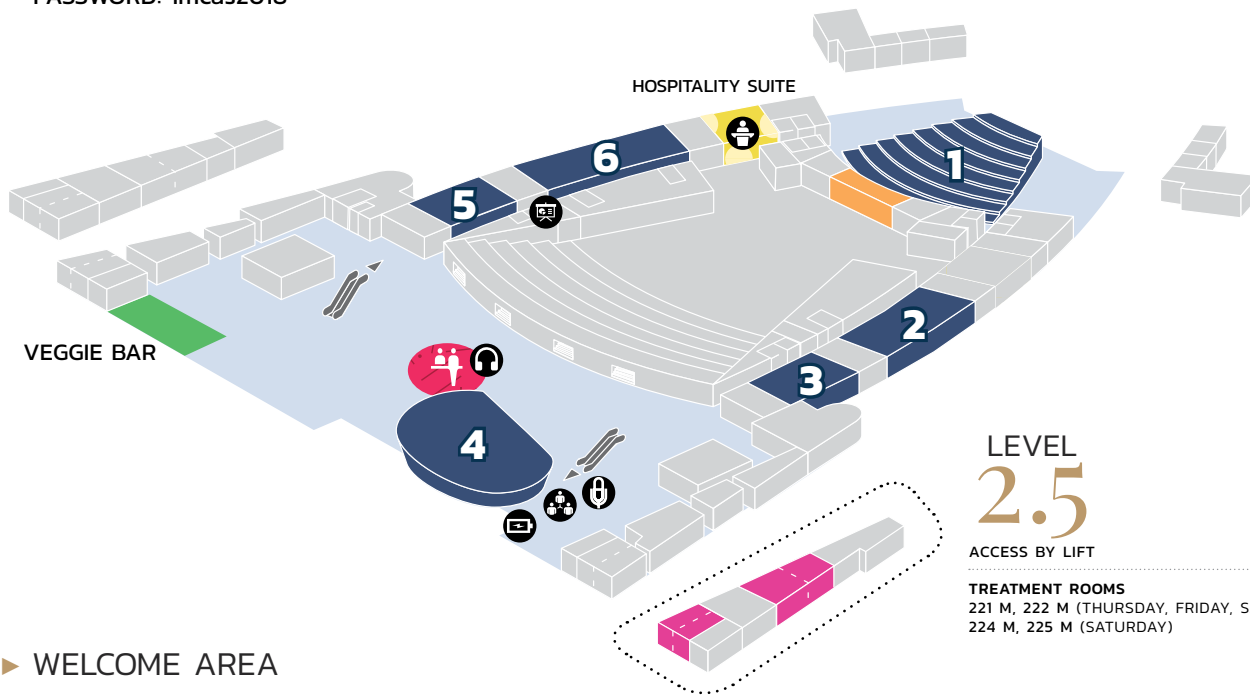 HOSPITALITY SUITE
1
6
5
2
VEGGIE BAR
3
4
LEVEL
2.5
ACCESS BY LIFT
TREATMENT ROOMS
221 M, 222 M (THURSDAY, FRIDAY, S
224 M, 225 M (SATURDAY)
► WELCOME AREA